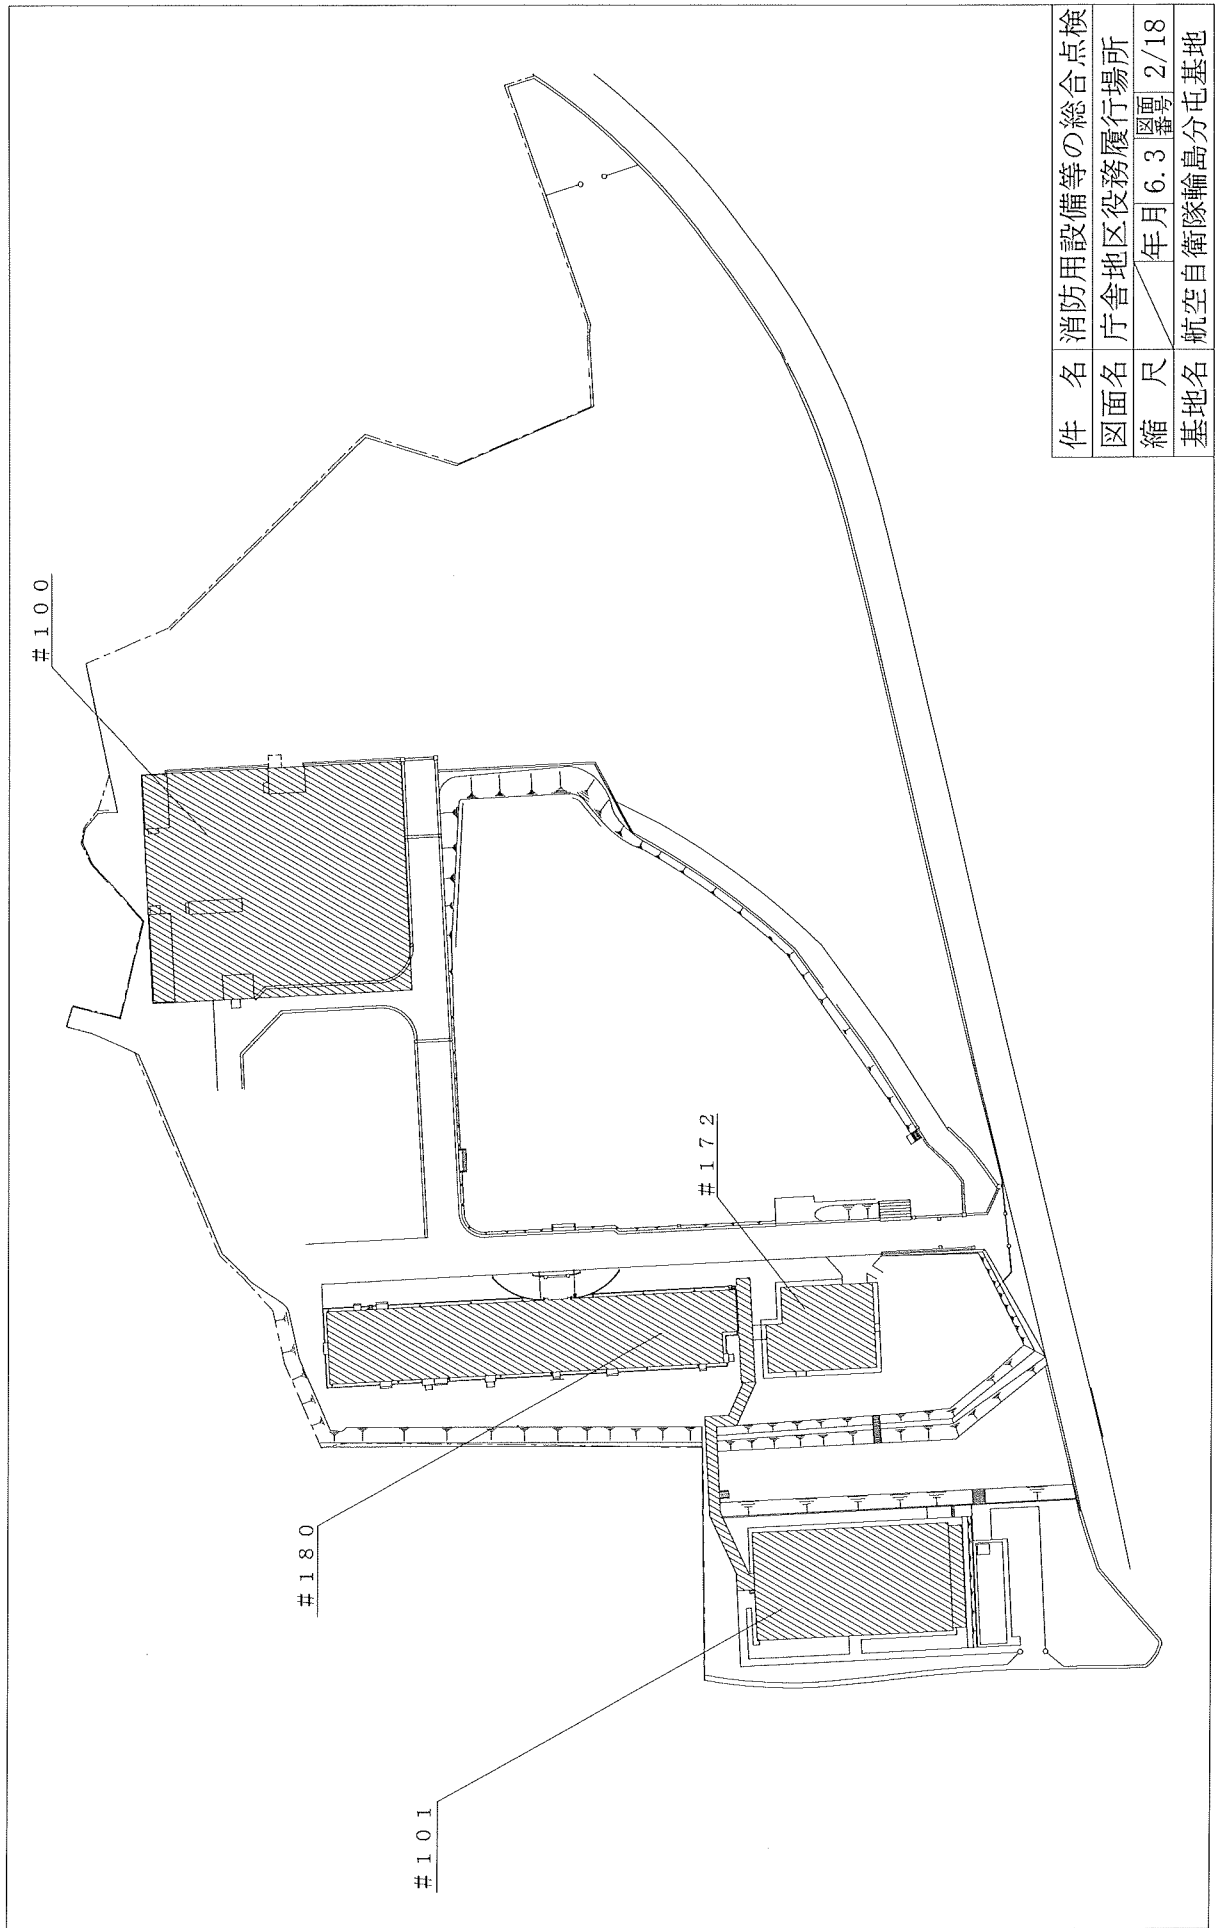 #100
#172
#180
#101
件 名 消防用設備等の総合点検
図面名 庁舎地区役務履行場所
縮 尺 年月 6.3 図面番号 2/18
基地名 航空自衛隊輪島分屯基地